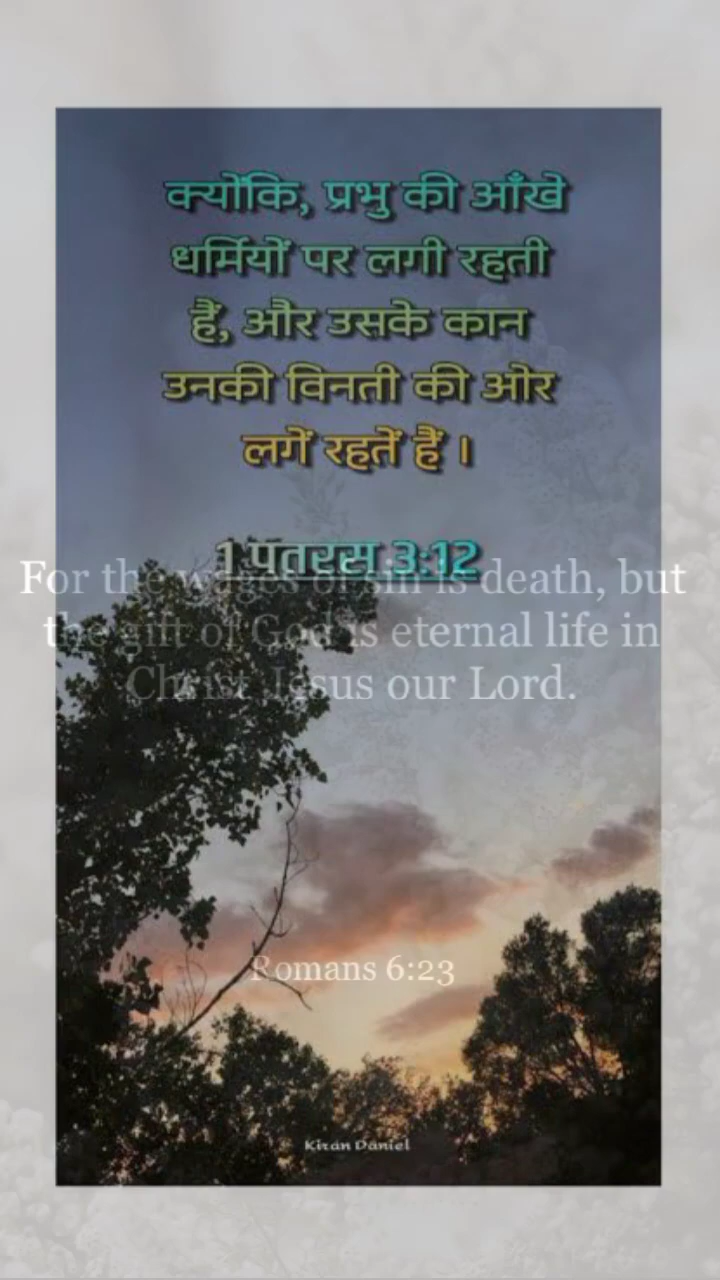 क्योंकि, प्रभु की आँखे
धर्मियों पर लगी रहती
हैं, और उसके कान
उनकी विनती की ओर
लगें रहतें हैं ।
1 पतरस 3:12
For the wages of sin is death, but
the gift of God is eternal life in
Christ Jesus our Lord.
Romans 6:23
Kiran Daniel